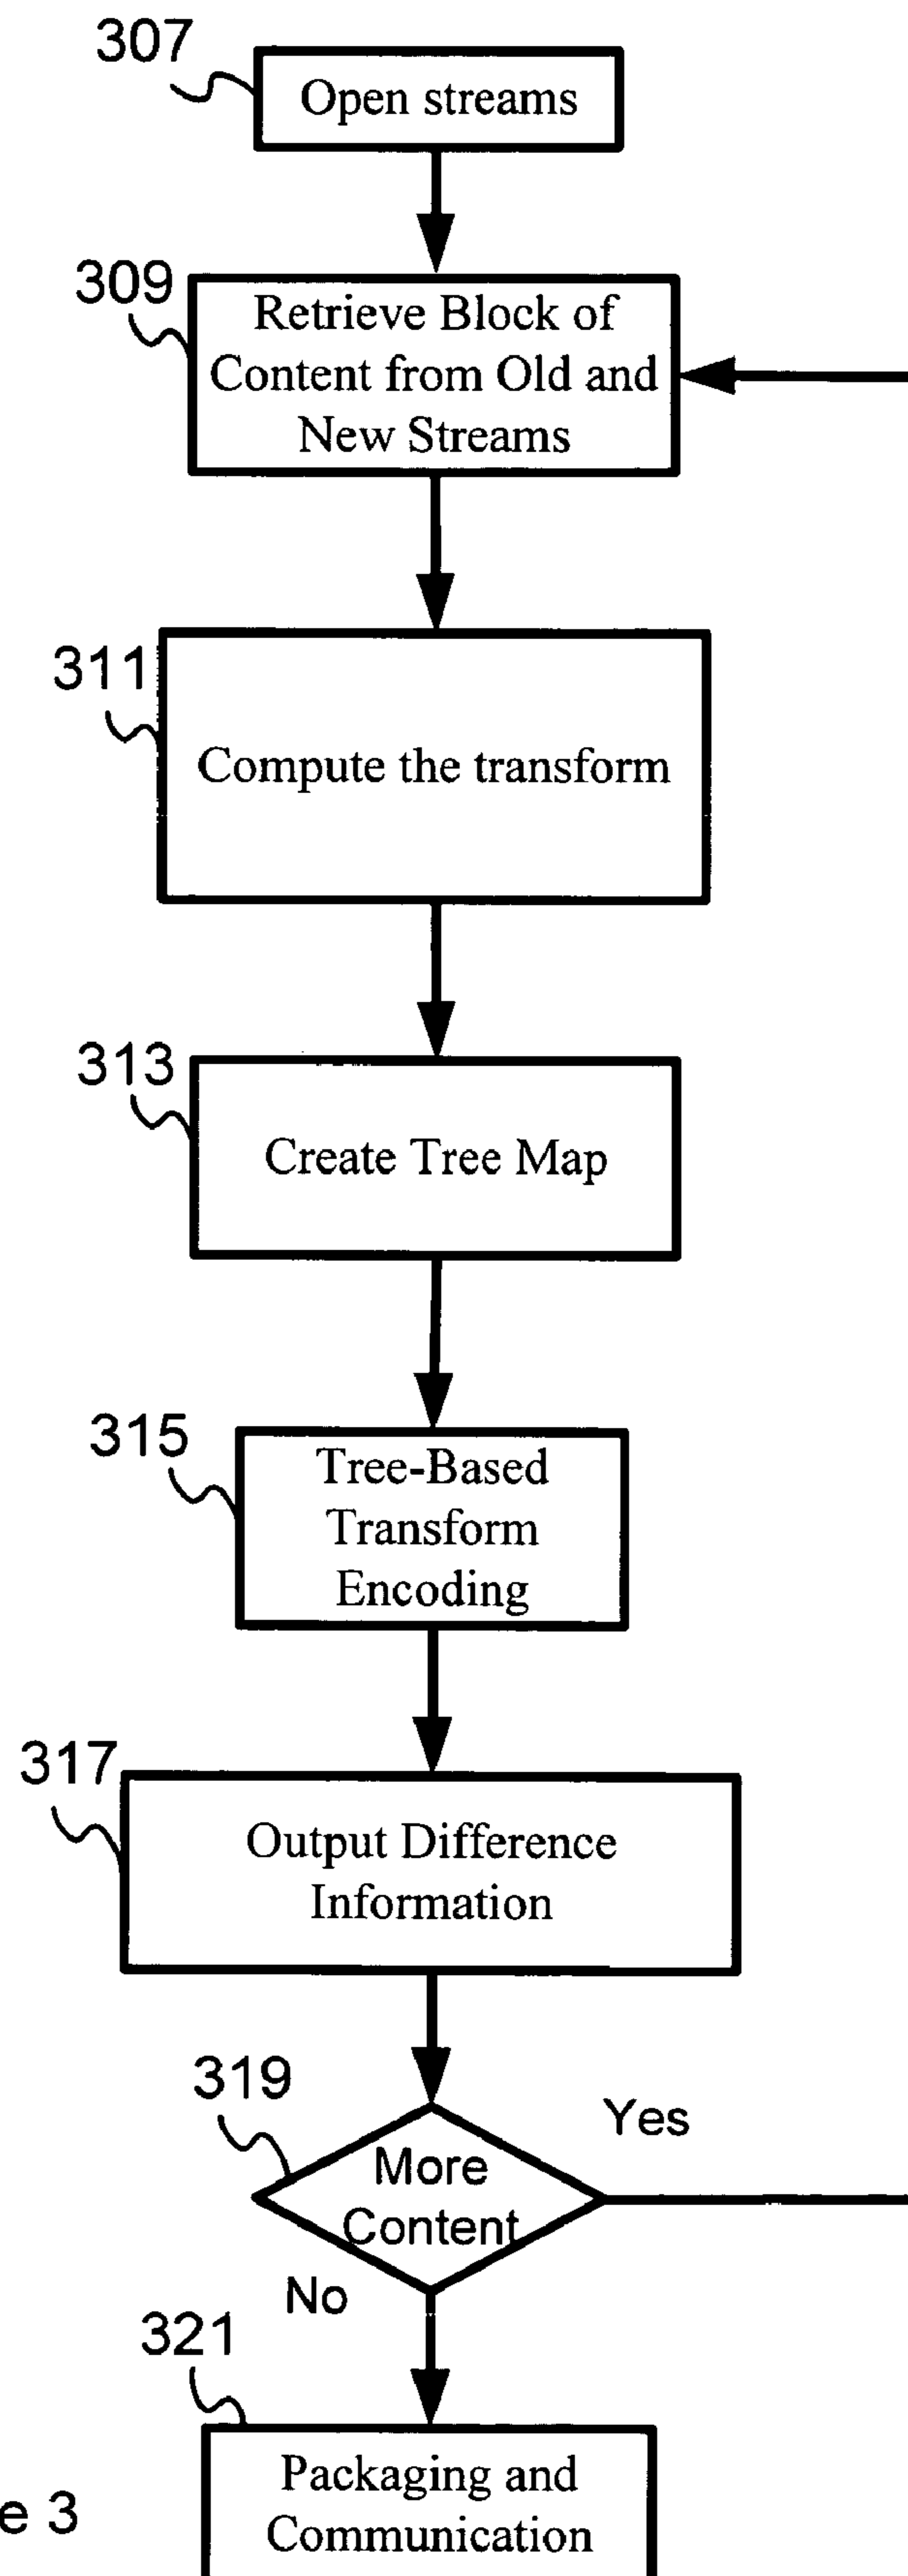 307
Open streams
309
Retrieve Block of
Content from Old and
New Streams
311
Compute the transform
313
Create Tree Map
315
Tree-Based
Transform
Encoding
317
Output Difference
Information
319
Yes
More
Content
No
321
Packaging and
Communication
e 3